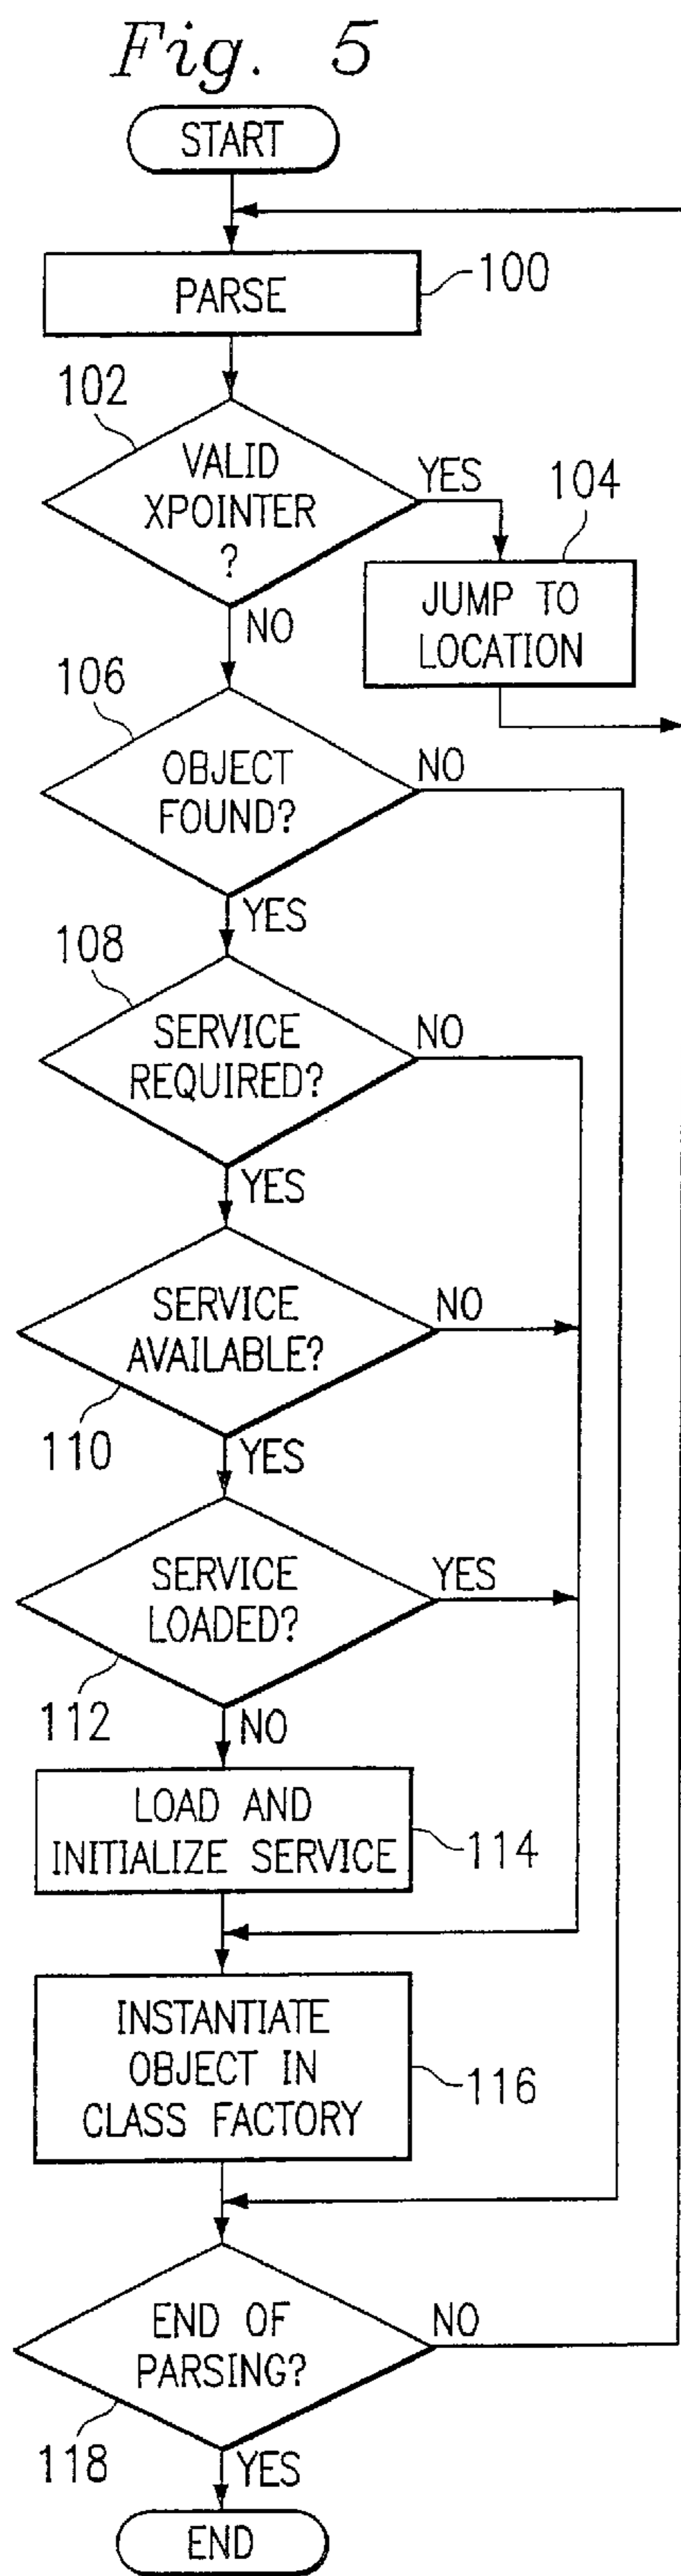 Fig. 5
START
PARSE
100
102
VALID
XPOINTER
?
YES
104
JUMP TO
LOCATION
NO
106
OBJECT
FOUND?
NO
YES
108
SERVICE
REQUIRED?
NO
YES
SERVICE
AVAILABLE?
NO
110
YES
SERVICE
LOADED?
YES
112
NO
LOAD AND
INITIALIZE SERVICE
114
INSTANTIATE
OBJECT IN
CLASS FACTORY
116
END OF
PARSING?
NO
118
YES
END